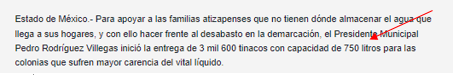 Estado de México.- Para apoyar a las familias atizapenses que no tienen dónde almacenar el agua que
llega a sus hogares, y con ello hacer frente al desabasto en la demarcación, el Presidente Municipal
Pedro Rodríguez Villegas inició la entrega de 3 mil 600 tinacos con capacidad de 750 litros para las
colonias que sufren mayor carencia del vital líquido.